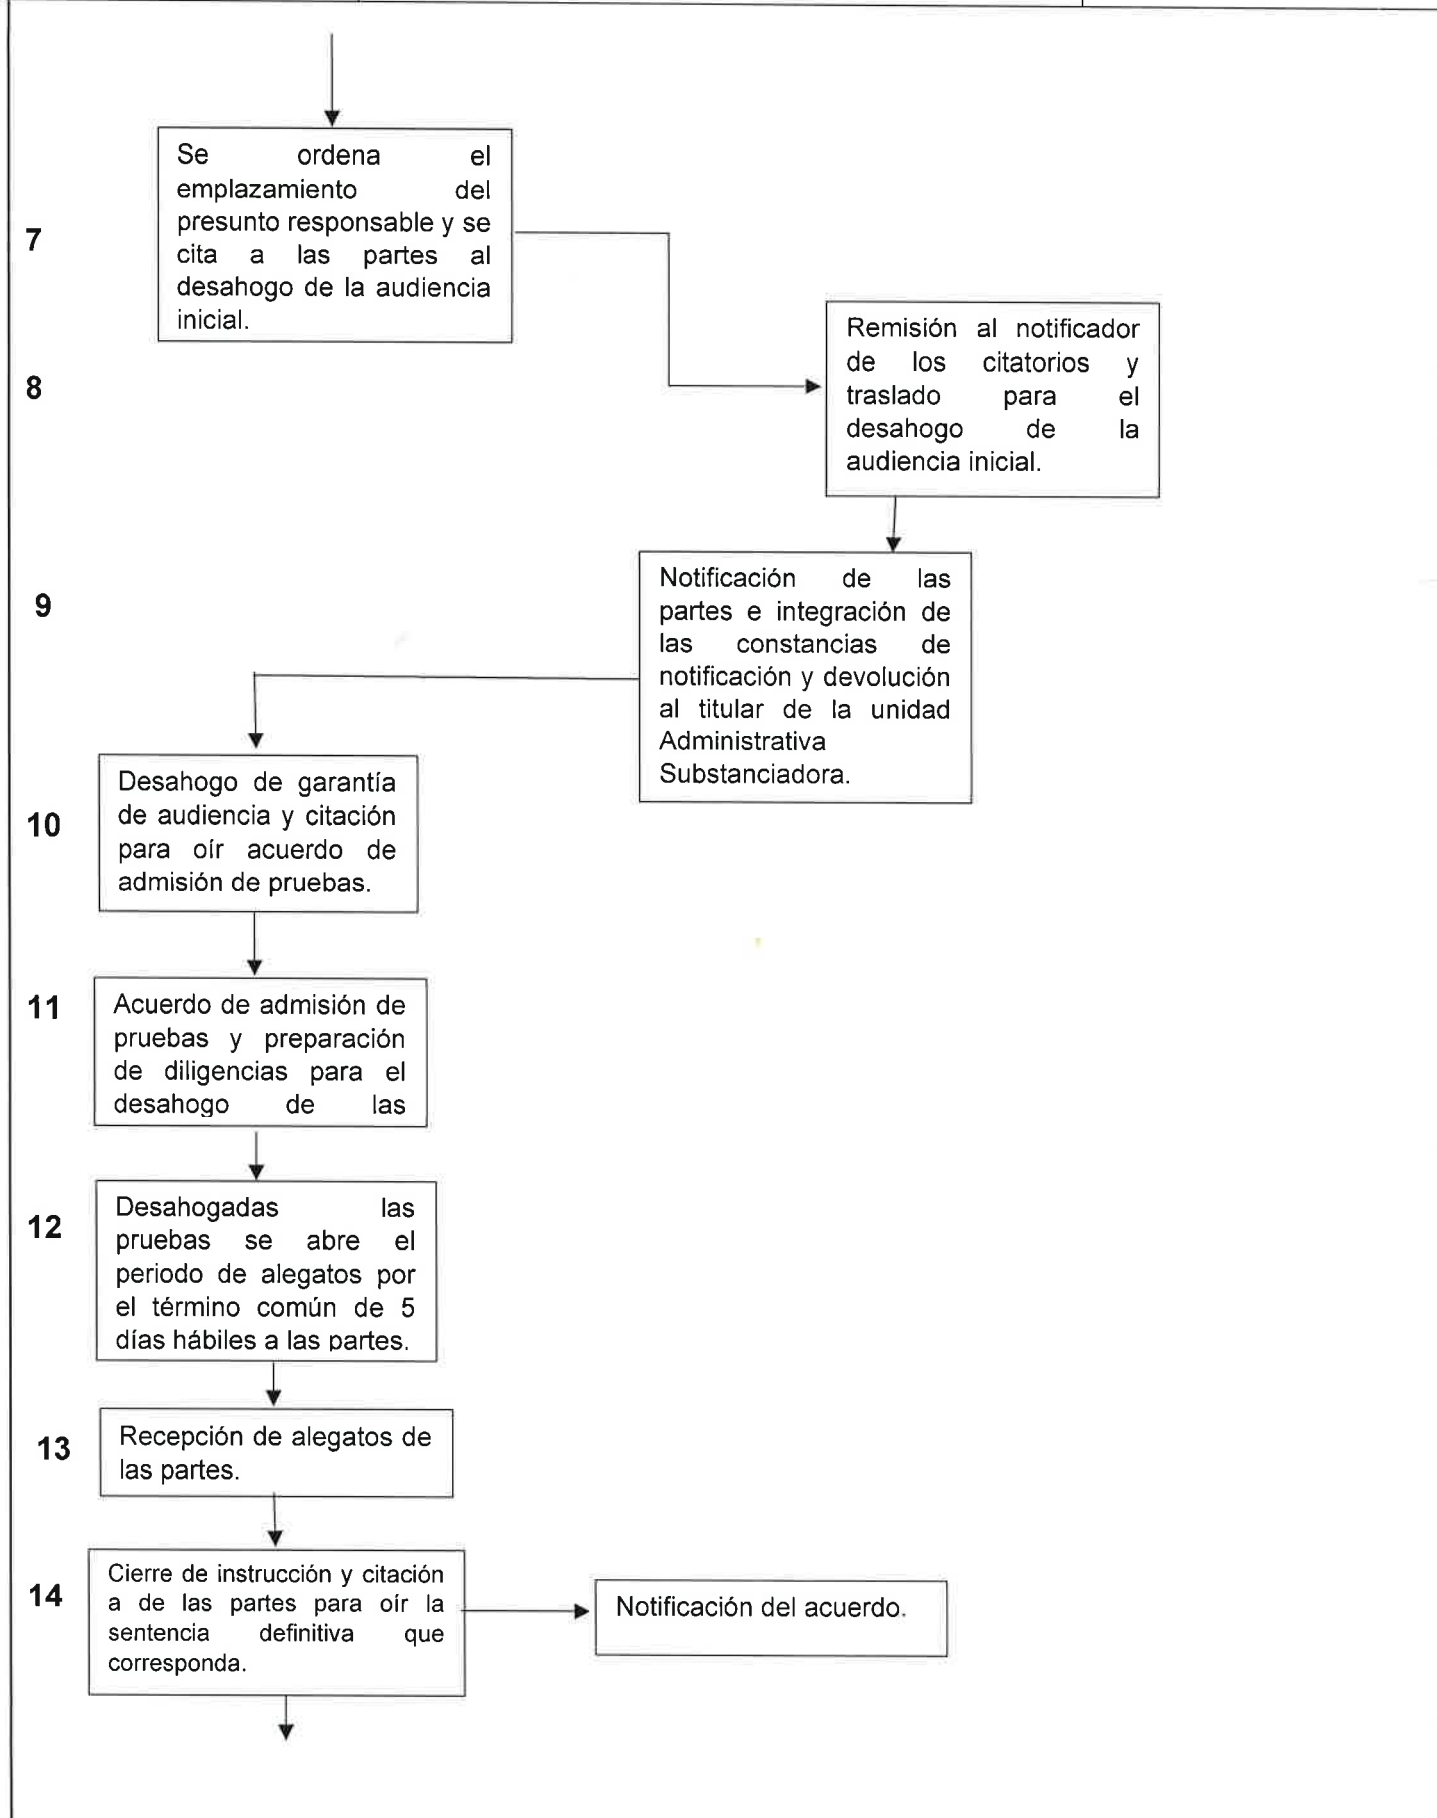 7
Se ordena el
emplazamiento del
presunto responsable y se
cita a las partes al
desahogo de la audiencia
inicial.
8
Remisión al notificador
de los citatorios y
traslado para el
desahogo de la
audiencia inicial.
9
Notificación de las
partes e integración de
las constancias de
notificación y devolución
al titular de la unidad
Administrativa
Substanciadora.
10
Desahogo de garantía
de audiencia y citación
para oír acuerdo de
admisión de pruebas.
11
Acuerdo de admisión de
pruebas y preparación
de diligencias para el
desahogo de las
12
Desahogadas las
pruebas se abre el
periodo de alegatos por
el término común de 5
días hábiles a las partes.
13
Recepción de alegatos de
las partes.
14
Cierre de instrucción y citación
a de las partes para oír la
sentencia definitiva que
corresponda.
Notificación del acuerdo.